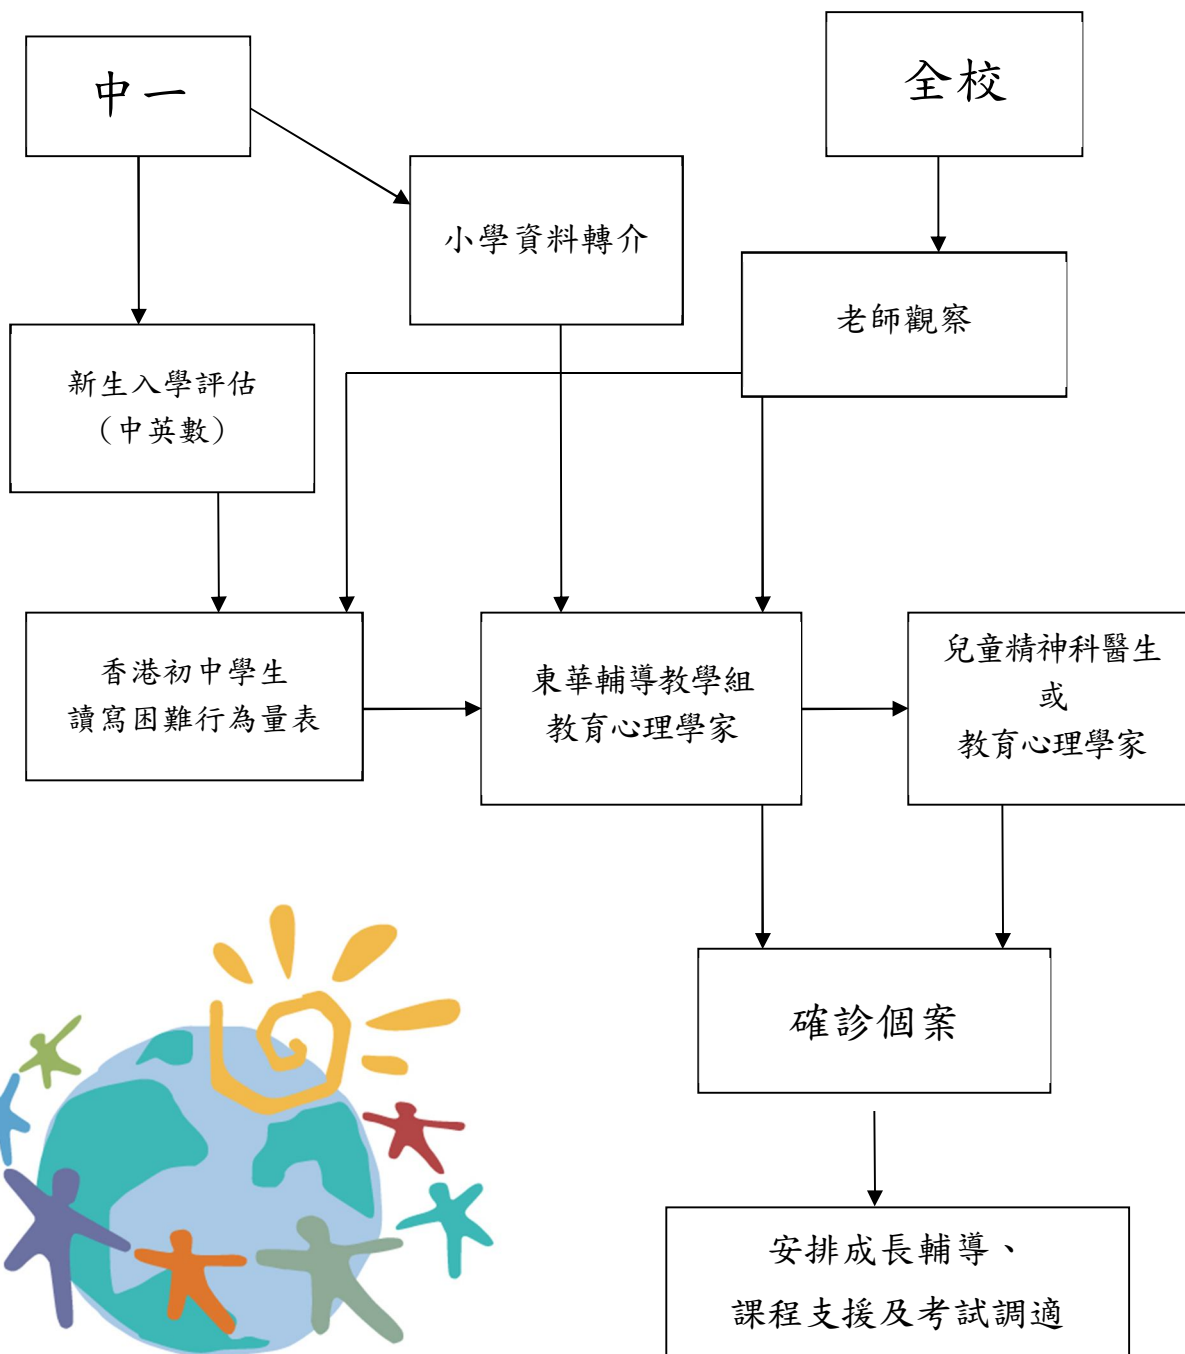 中一
全校
小學資料轉介
老師觀察
新生入學評估
（中英數）
香港初中學生
讀寫困難行為量表
東華輔導教學組
教育心理學家
兒童精神科醫生
或
教育心理學家
確診個案
安排成長輔導、
課程支援及考試調適